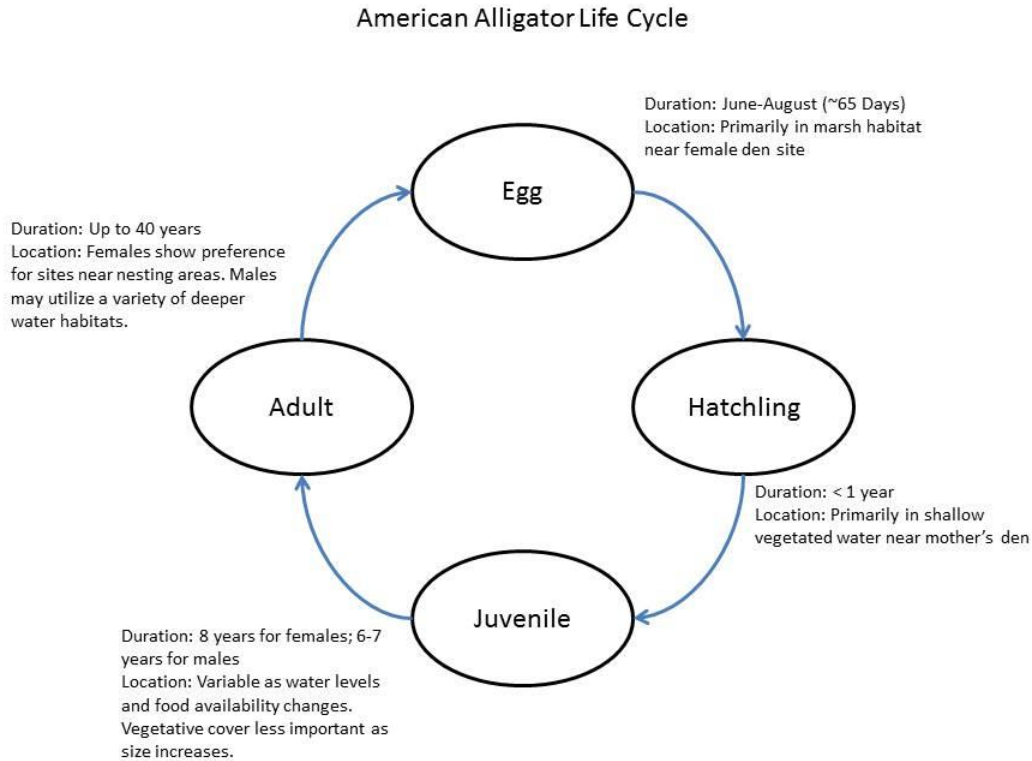 American Alligator Life Cycle
Duration: June-August (~65 Days)
Location: Primarily in marsh habitat
near female den site
Egg
Duration: Up to 40 years
Location: Females show preference
for sites near nesting areas. Males
may utilize a variety of deeper
water habitats.
Adult
Hatchling
Duration: < 1 year
Location: Primarily in shallow
vegetated water near mother's den
Juvenile
Duration: 8 years for females; 6-7
years for males
Location: Variable as water levels
and food availability changes.
Vegetative cover less important as
size increases.